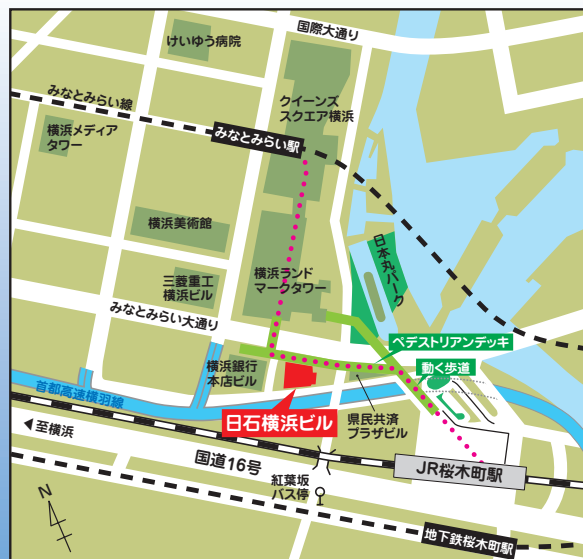 国際大通り
けいゆう病院
みなとみらい線
クイーンズ
スクエア横浜
みなとみらい駅
横浜メディア
タワー
横浜美術館
日本丸パーク
横浜ランド
マークタワー
三菱重工
横浜ビル
みなとみらい大通り
ペデストリアンデッキ
動く歩道
横浜銀行
本店ビル
首都高速横羽線
日石横浜ビル
県民共済
プラザビル
至横浜
国道16号
JR桜木町駅
紅葉坂
バス停
N
地下鉄桜木町駅